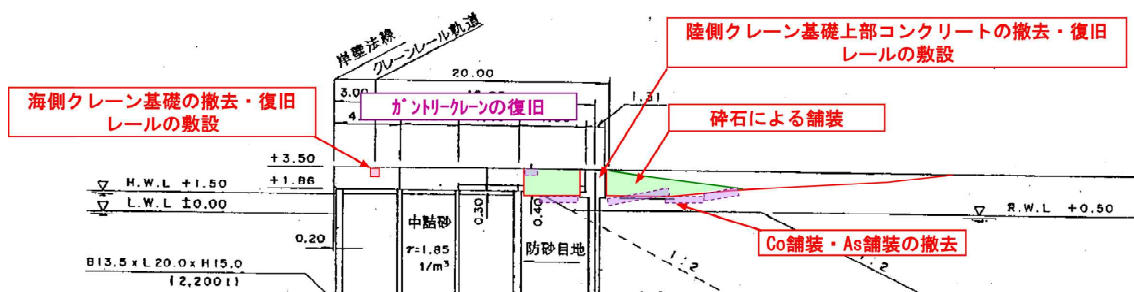 岸壁法線
クレーンレール軌道
陸側クレーン基礎上部コンクリートの撤去・復旧
レールの敷設
20.00
海側クレーン基礎の撤去・復旧
レールの敷設
3.00
ガントリークレーンの復旧
1.31
砕石による舗装
+3.50
H.W.L +1.50
+1.86
L.W.L ±0.00
R.W.L +0.50
中詰砂
γ=1.85
t/m³
0.30
0.40
0.20
防砂目地
Co舗装・As舗装の撤去
1:2
1:2
B13.5×L20.0×H15.0
(2,200t)